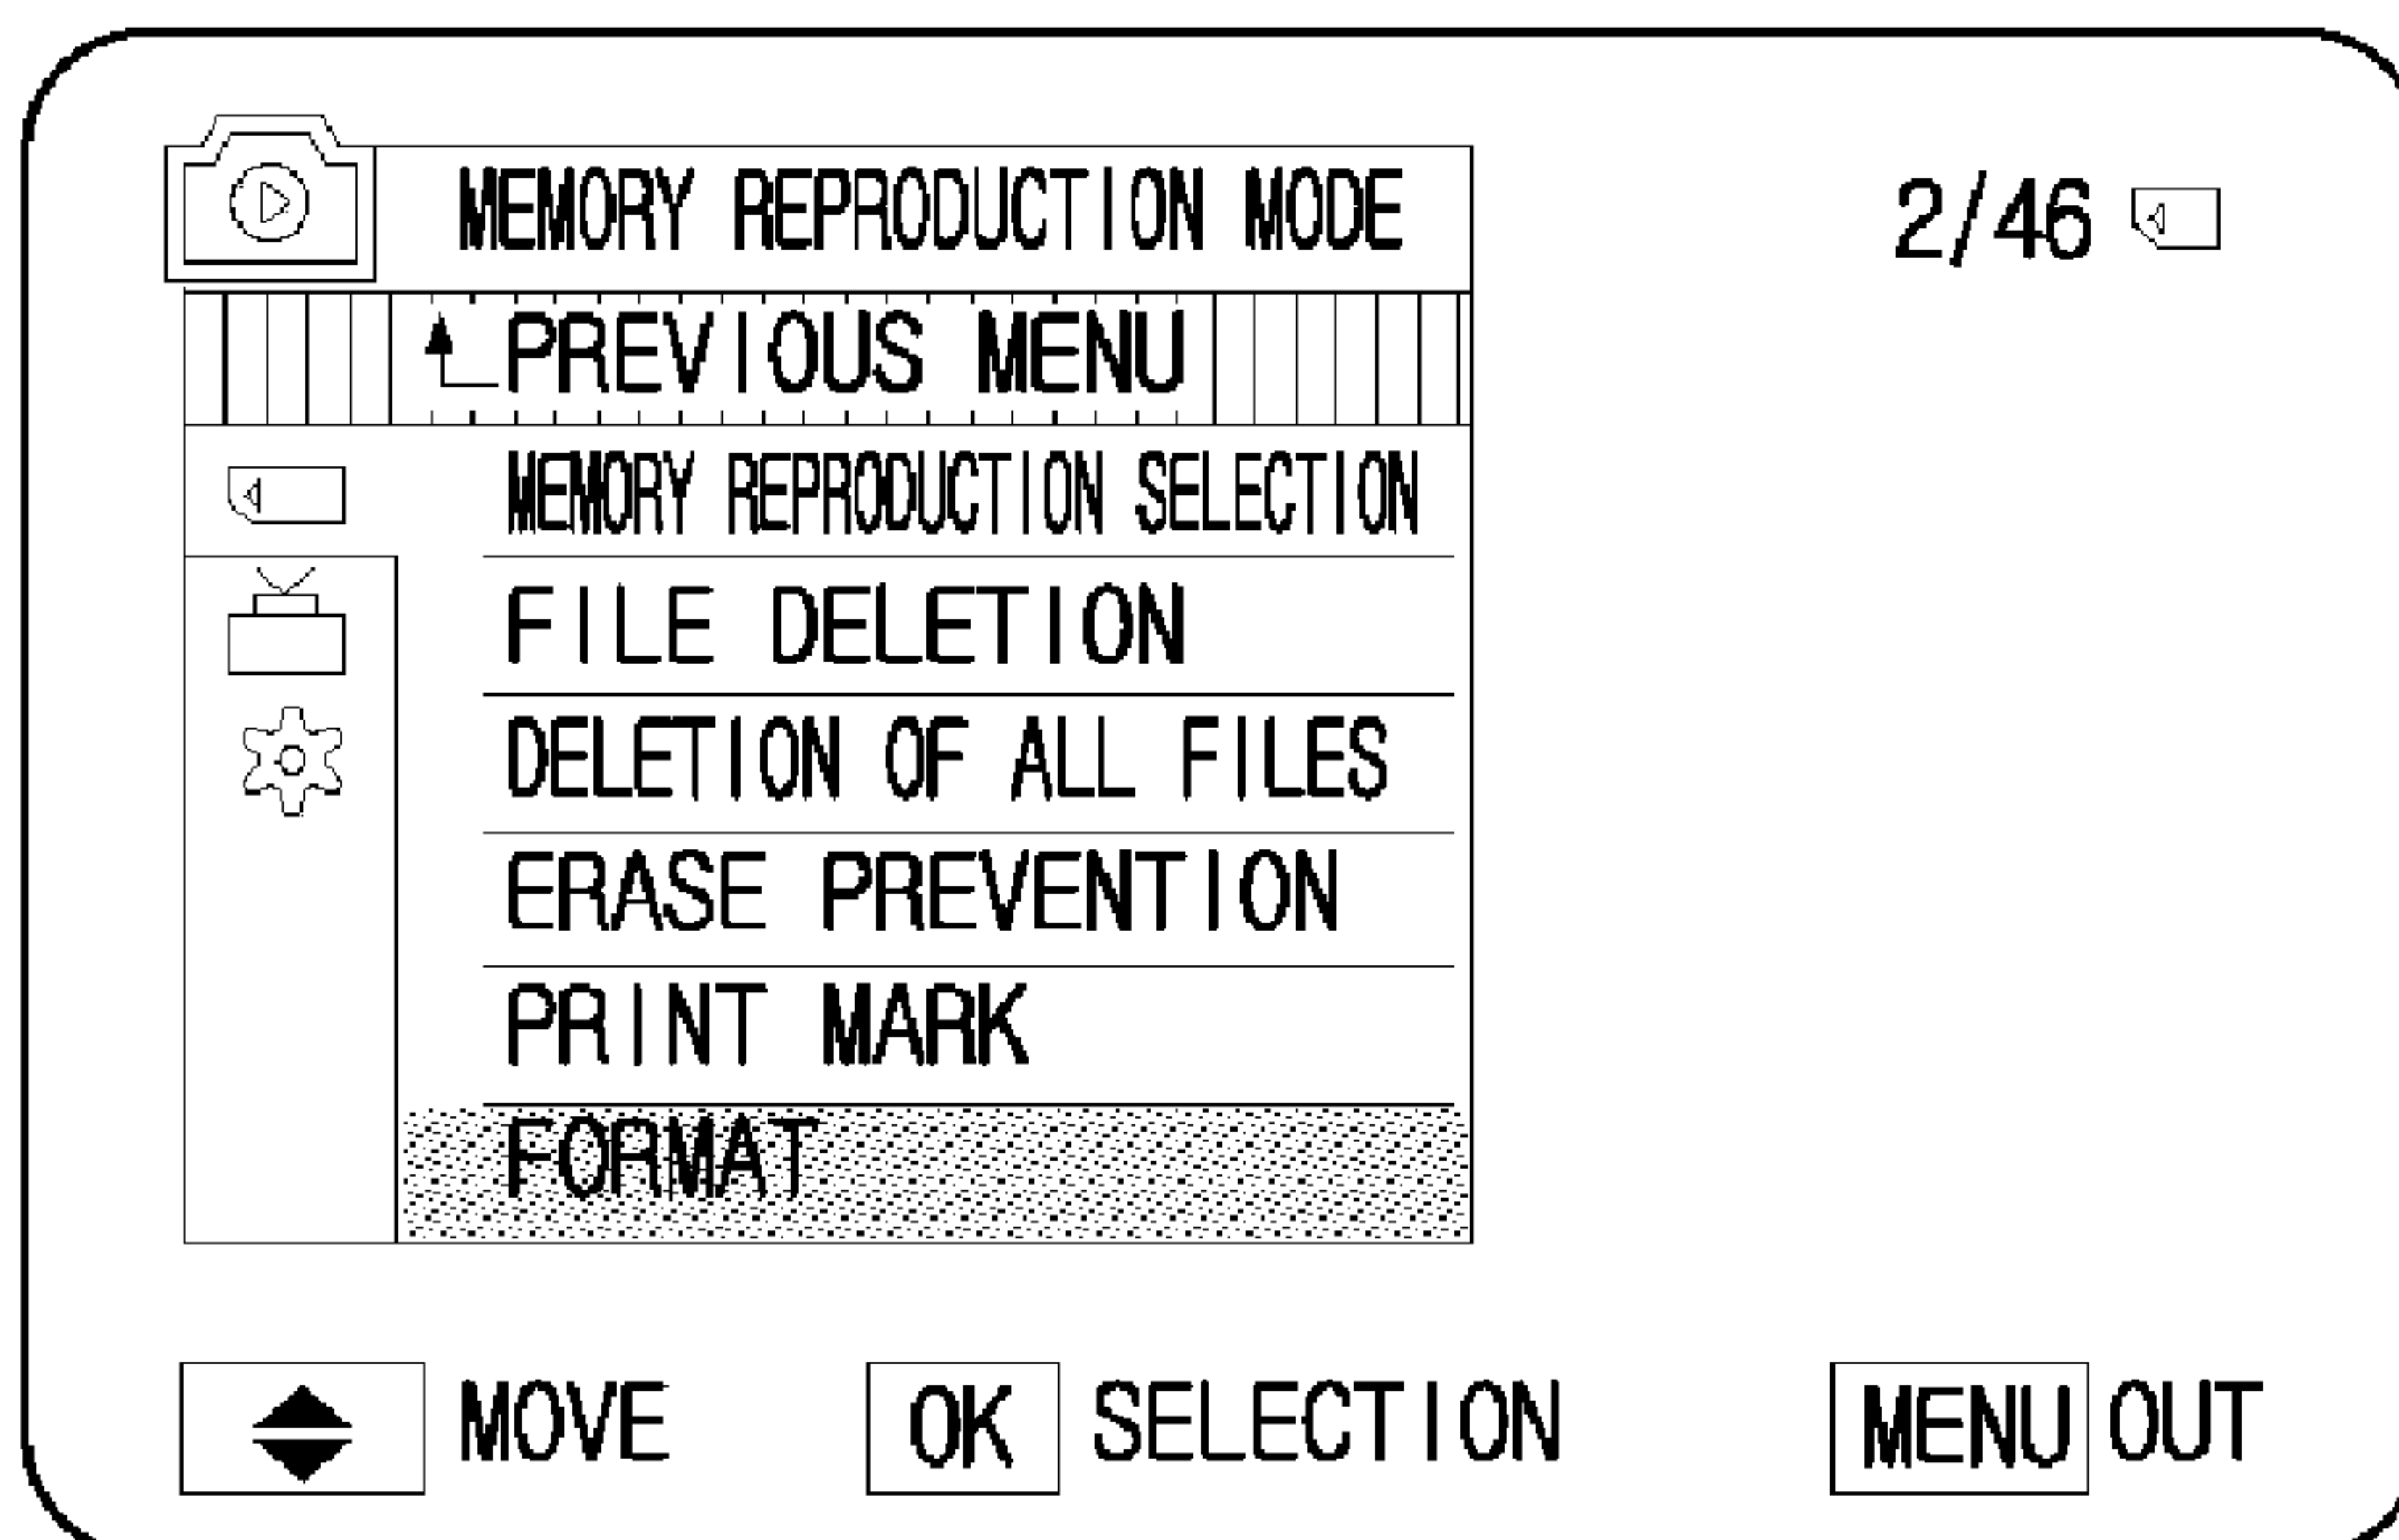 MEMORY REPRODUCTION MODE
2/46
PREVIOUS MENU
MEMORY REPRODUCTION SELECTION
FILE DELETION
DELETION OF ALL FILES
ERASE PREVENTION
PRINT MARK
FORMAT
MOVE OK SELECTION MENU OUT